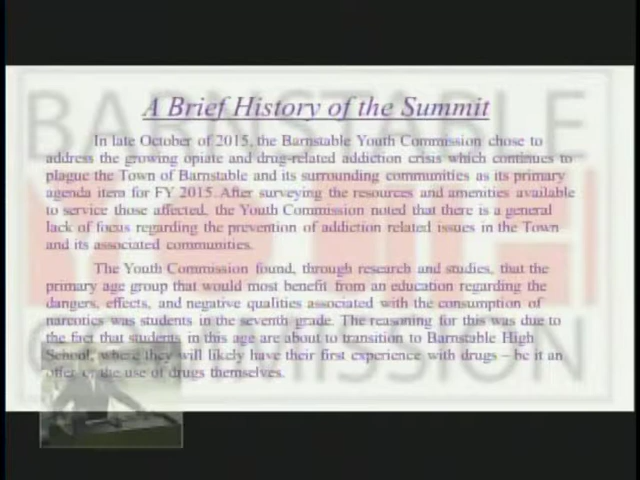 BARNSTABLE
YOUTH
COMMISSION
A Brief History of the Summit
In late October of 2015, the Barnstable Youth Commission chose to
address the growing opiate and drug-related addiction crisis which continues to
plague the Town of Barnstable and its surrounding communities as its primary
agenda item for FY 2015. After surveying the resources and amenities available
to service those affected, the Youth Commission noted that there is a general
lack of focus regarding the prevention of addiction related issues in the Town
and its associated communities.
The Youth Commission found, through research and studies, that the
primary age group that would most benefit from an education regarding the
dangers, effects, and negative qualities associated with the consumption of
narcotics was students in the seventh grade. The reasoning for this was due to
the fact that students in this age are about to transition to Barnstable High
School, where they will likely have their first experience with drugs – be it an
offer or the use of drugs themselves.